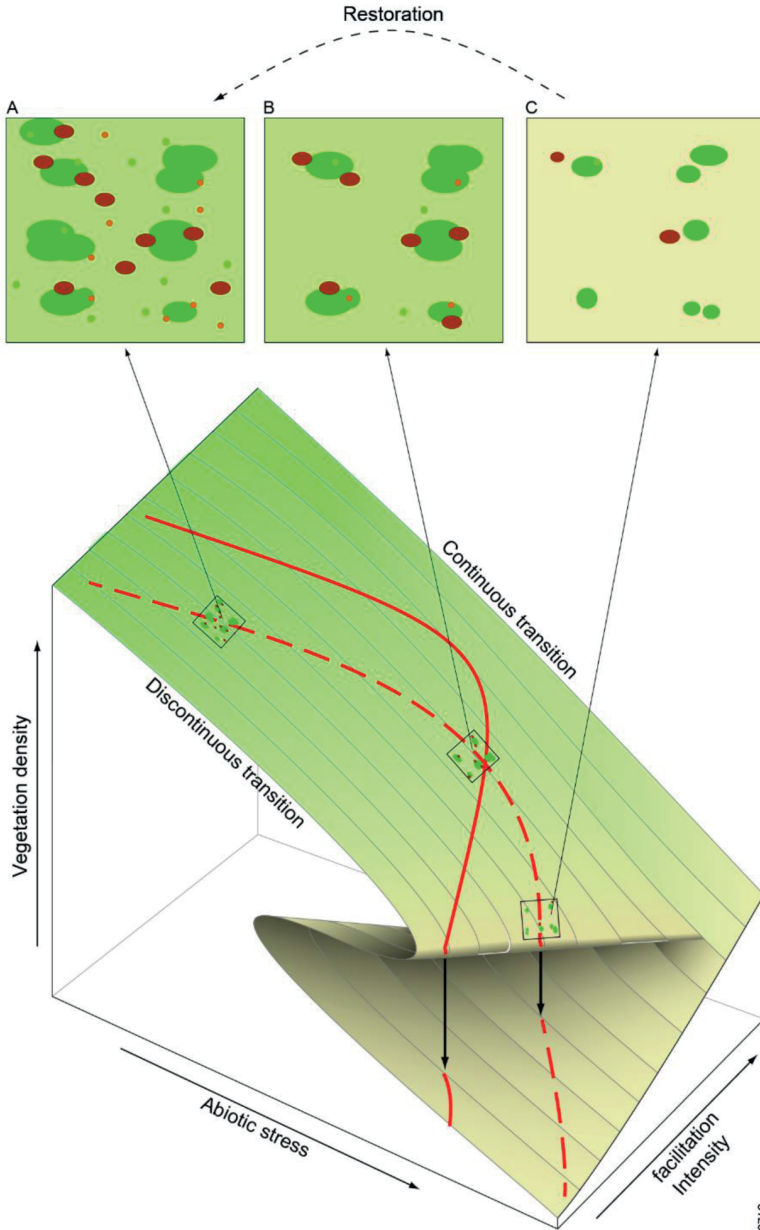 Restoration
A
B
C
Continuous transition
Discontinuous transition
Vegetation density
Abiotic stress
facilitation
Intensity